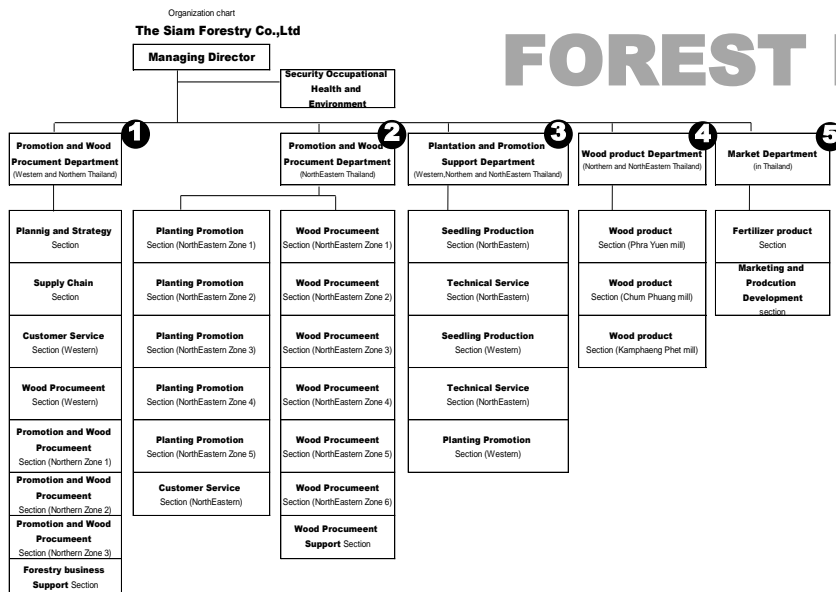 Organization chart
The Siam Forestry Co.,Ltd
Managing Director
FOREST
Security Occupational
Health and
Environment
1
Promotion and Wood
Procument Department
(Western and Northern Thailand)
2
Promotion and Wood
Procument Department
(NorthEastern Thailand)
3
Plantation and Promotion
Support Department
(Western,Northern and NorthEastern Thailand)
4
Wood product Department
(Northern and NorthEastern Thailand)
5
Market Department
(in Thailand)
Plannig and Strategy
Section
Supply Chain
Section
Customer Service
Section (Western)
Wood Procumeent
Section (Western)
Promotion and Wood
Procumeent
Section (Northern Zone 1)
Promotion and Wood
Procumeent
Section (Northern Zone 2)
Promotion and Wood
Procumeent
Section (Northern Zone 3)
Forestry business
Support Section
Planting Promotion
Section (NorthEastern Zone 1)
Planting Promotion
Section (NorthEastern Zone 2)
Planting Promotion
Section (NorthEastern Zone 3)
Planting Promotion
Section (NorthEastern Zone 4)
Planting Promotion
Section (NorthEastern Zone 5)
Customer Service
Section (NorthEastern)
Wood Procumeent
Section (NorthEastern Zone 1)
Wood Procumeent
Section (NorthEastern Zone 2)
Wood Procumeent
Section (NorthEastern Zone 3)
Wood Procumeent
Section (NorthEastern Zone 4)
Wood Procumeent
Section (NorthEastern Zone 5)
Wood Procumeent
Section (NorthEastern Zone 6)
Wood Procumeent
Support Section
Seedling Production
Section (NorthEastern)
Technical Service
Section (NorthEastern)
Seedling Production
Section (Western)
Technical Service
Section (NorthEastern)
Planting Promotion
Section (Western)
Wood product
Section (Phra Yuen mill)
Wood product
Section (Chum Phuang mill)
Wood product
Section (Kamphaeng Phet mill)
Fertilizer product
Section
Marketing and
Prodcution
Development
section